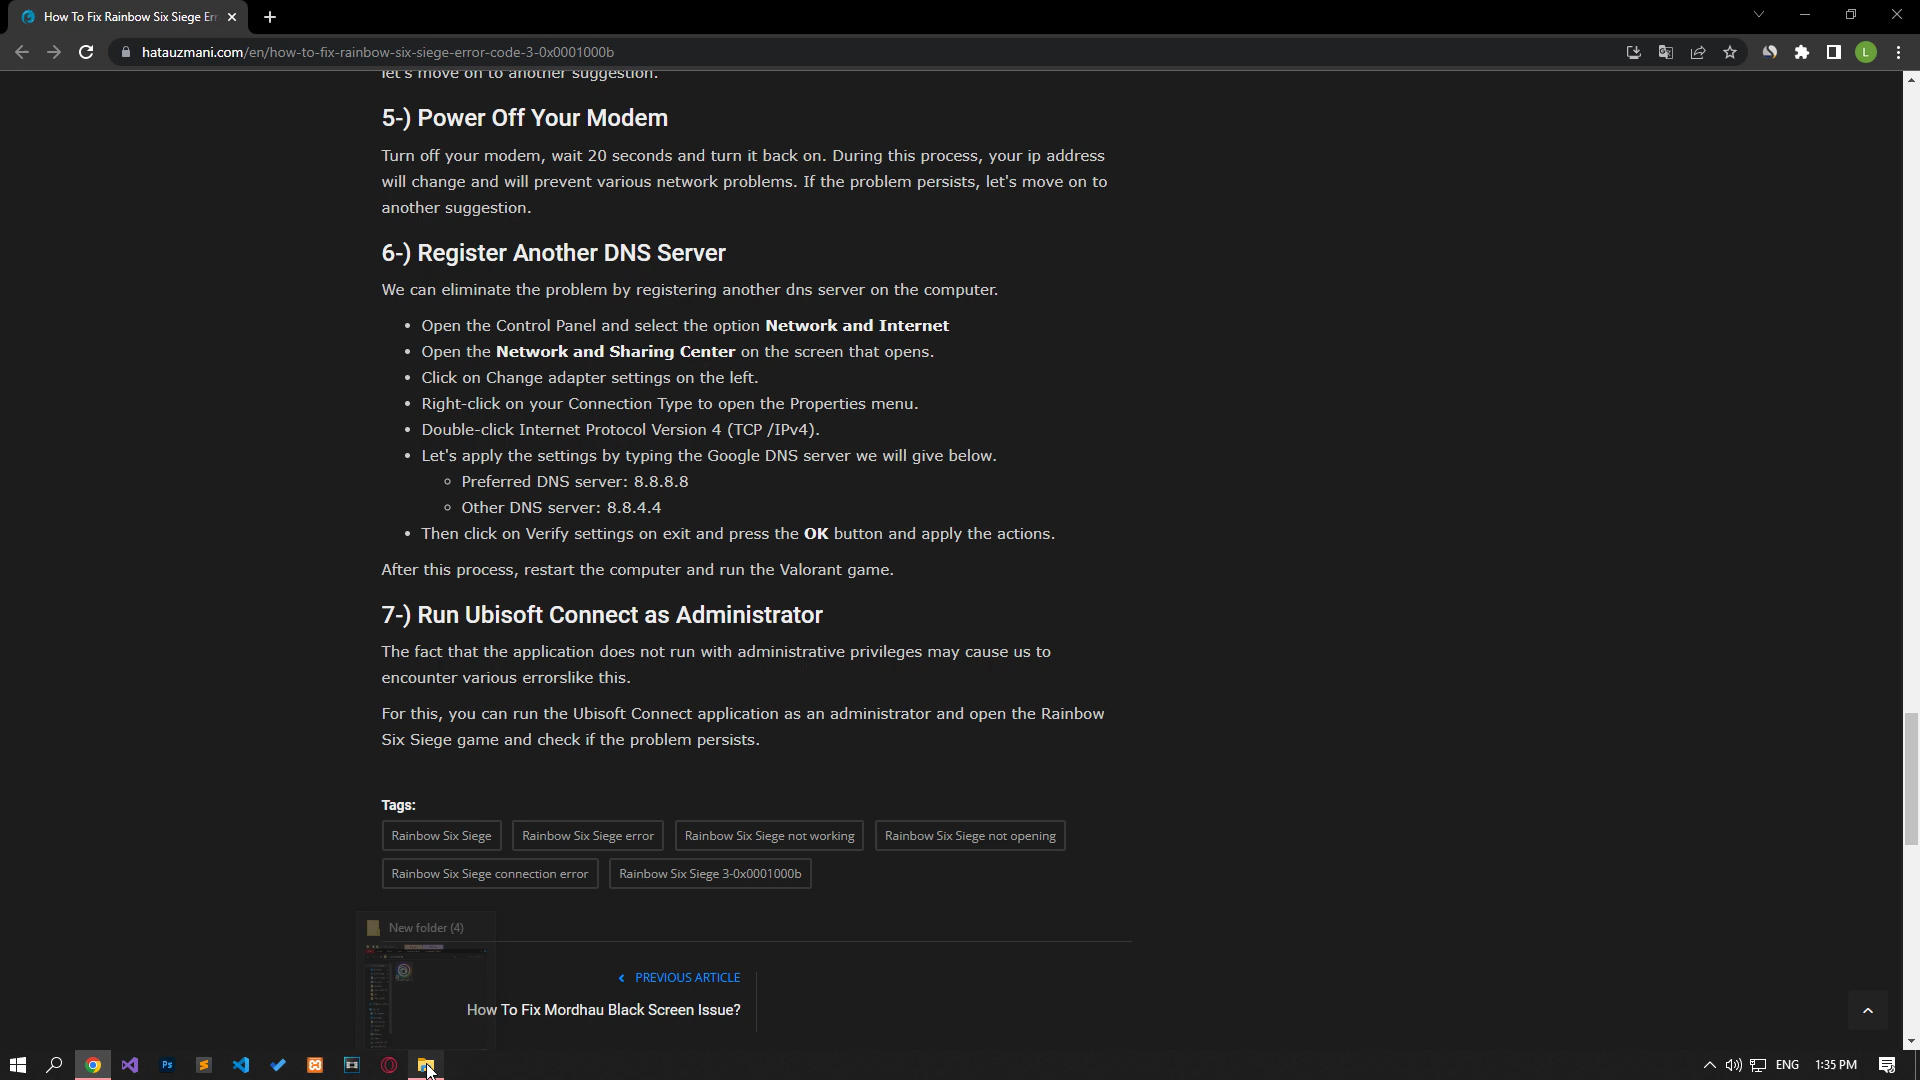 How To Fix Rainbow Six Siege Err
hatauzmani.com/en/how-to-fix-rainbow-six-siege-error-code-3-0x0001000b
L
let's move on to another suggestion.
5-) Power Off Your Modem
Turn off your modem, wait 20 seconds and turn it back on. During this process, your ip address
will change and will prevent various network problems. If the problem persists, let's move on to
another suggestion.
6-) Register Another DNS Server
We can eliminate the problem by registering another dns server on the computer.
• Open the Control Panel and select the option Network and Internet
• Open the Network and Sharing Center on the screen that opens.
• Click on Change adapter settings on the left.
• Right-click on your Connection Type to open the Properties menu.
• Double-click Internet Protocol Version 4 (TCP /IPv4).
• Let's apply the settings by typing the Google DNS server we will give below.
◦ Preferred DNS server: 8.8.8.8
◦ Other DNS server: 8.8.4.4
• Then click on Verify settings on exit and press the OK button and apply the actions.
After this process, restart the computer and run the Valorant game.
7-) Run Ubisoft Connect as Administrator
The fact that the application does not run with administrative privileges may cause us to
encounter various errorslike this.
For this, you can run the Ubisoft Connect application as an administrator and open the Rainbow
Six Siege game and check if the problem persists.
Tags:
Rainbow Six Siege Rainbow Six Siege error Rainbow Six Siege not working Rainbow Six Siege not opening
Rainbow Six Siege connection error Rainbow Six Siege 3-0x0001000b
New folder (4)
PREVIOUS ARTICLE
How To Fix Mordhau Black Screen Issue?
Ps
ENG 1:35 PM